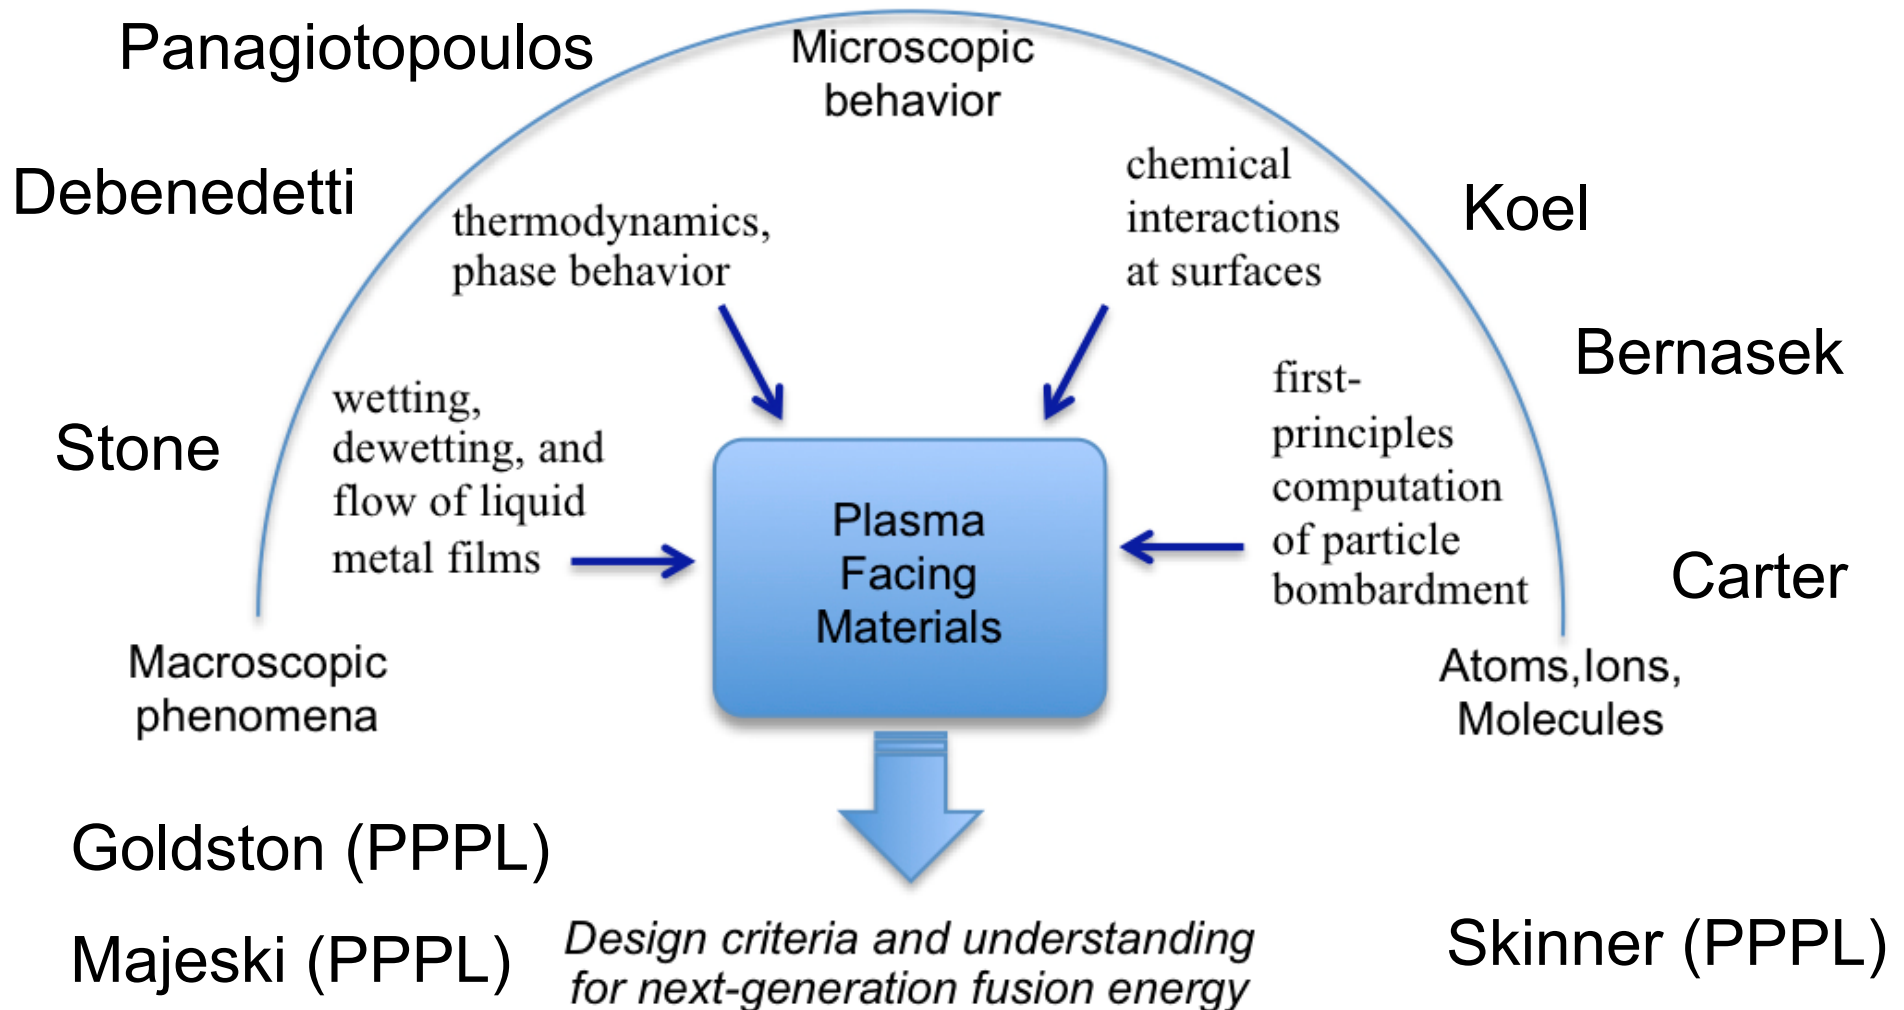 Panagiotopoulos
Microscopic
behavior
Debenedetti
thermodynamics,
phase behavior
chemical
interactions
at surfaces
Koel
Bernasek
Stone
wetting,
dewetting, and
flow of liquid
metal films
first-
principles
computation
of particle
bombardment
Carter
Plasma
Facing
Materials
Macroscopic
phenomena
Atoms,Ions,
Molecules
Goldston (PPPL)
Majeski (PPPL)
Design criteria and understanding
for next-generation fusion energy
Skinner (PPPL)